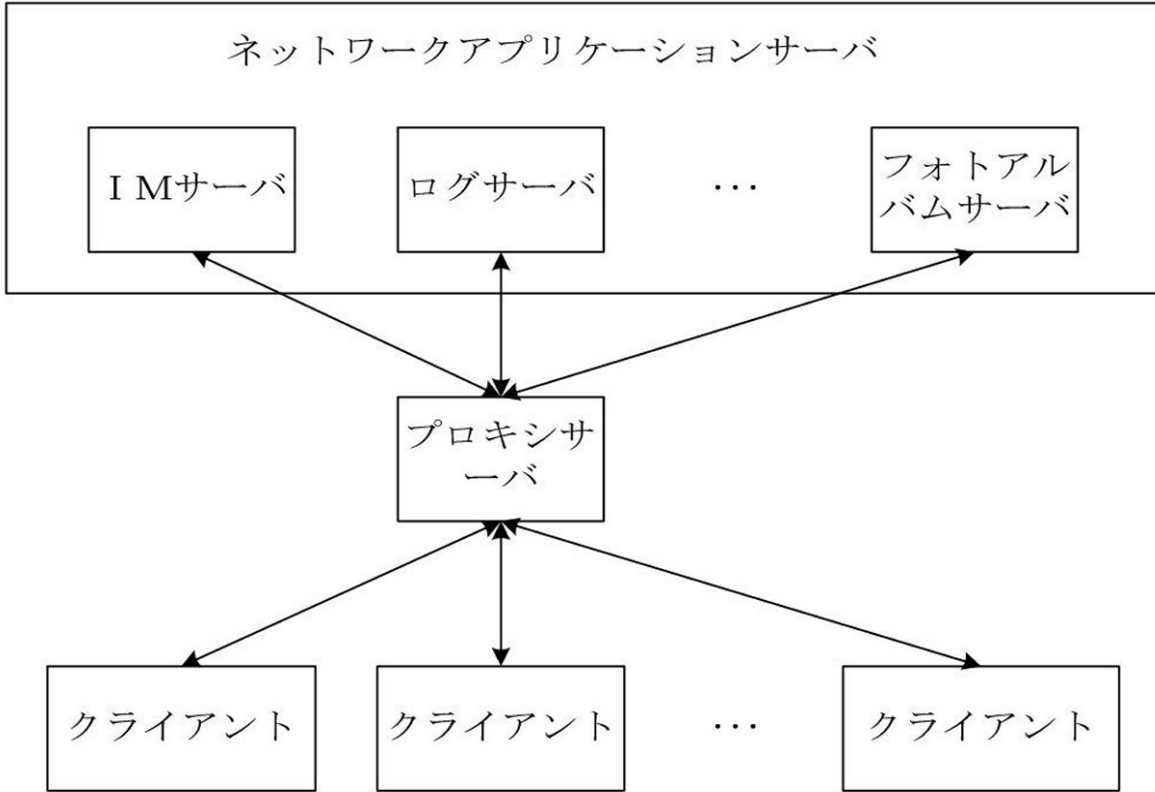 ネットワークアプリケーションサーバ
ＩＭサーバ
ログサーバ
…
フォトアル
バムサーバ
プロキシサ
ーバ
クライアント
クライアント
…
クライアント